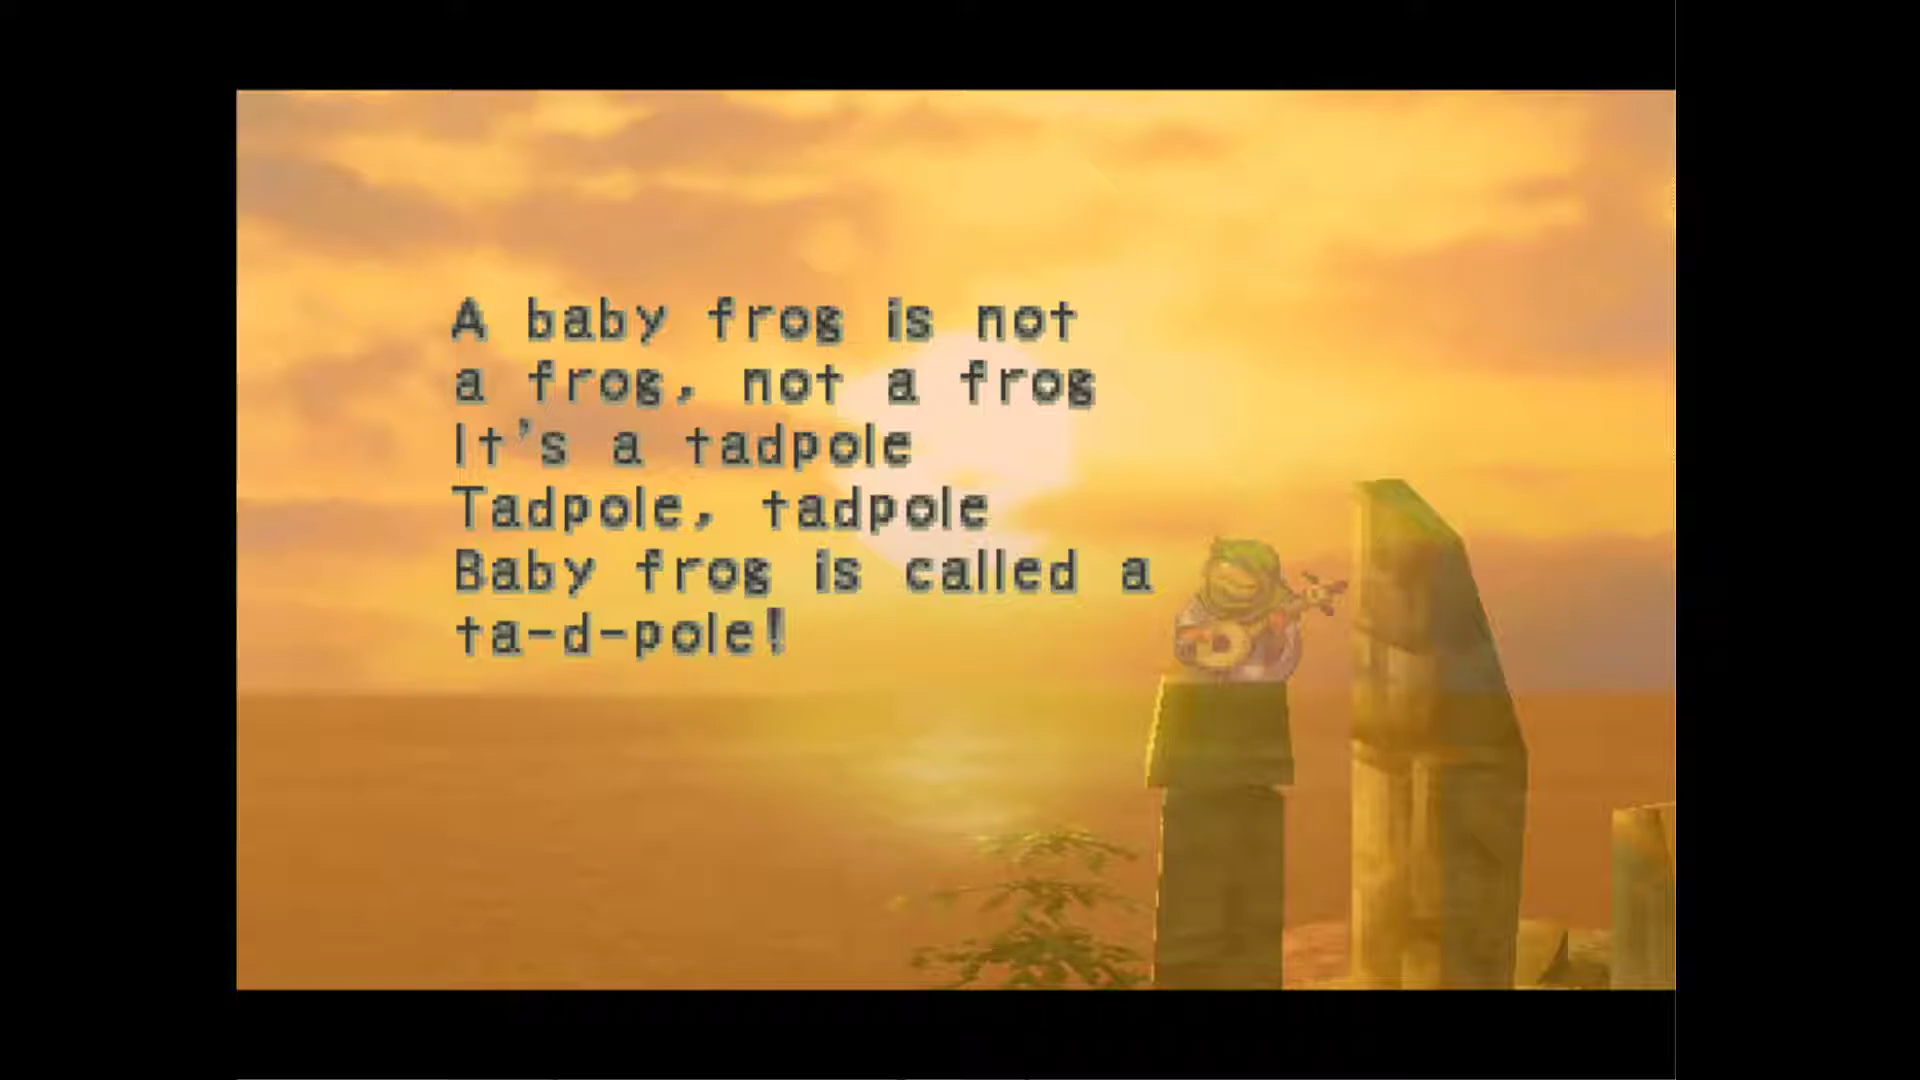 A baby frog is not
a frog, not a frog
It's a tadpole
Tadpole, tadpole
Baby frog is called a
ta-d-pole!